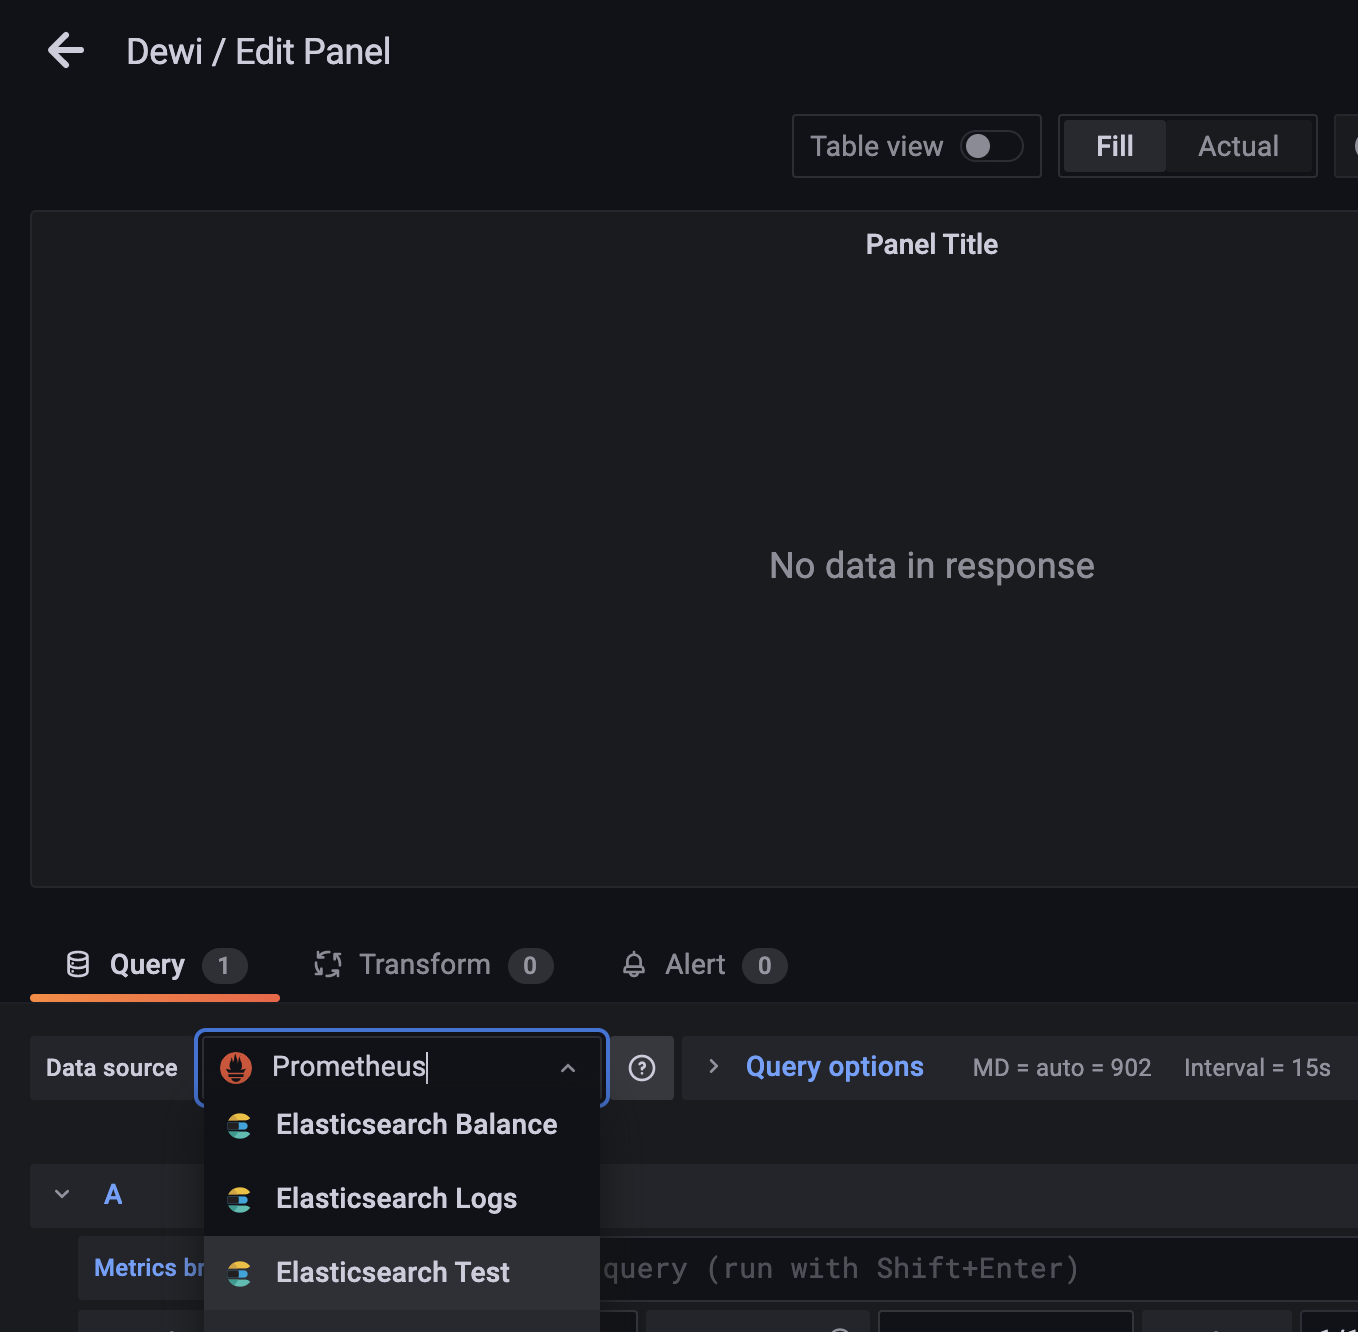 Dewi / Edit Panel
Table view
Fill
Actual
Panel Title
No data in response
Query 1
Transform 0
Alert 0
Data source
Prometheus
Query options
MD = auto = 902
Interval = 15s
Elasticsearch Balance
A
Elasticsearch Logs
Metrics br
Elasticsearch Test
query (run with Shift+Enter)